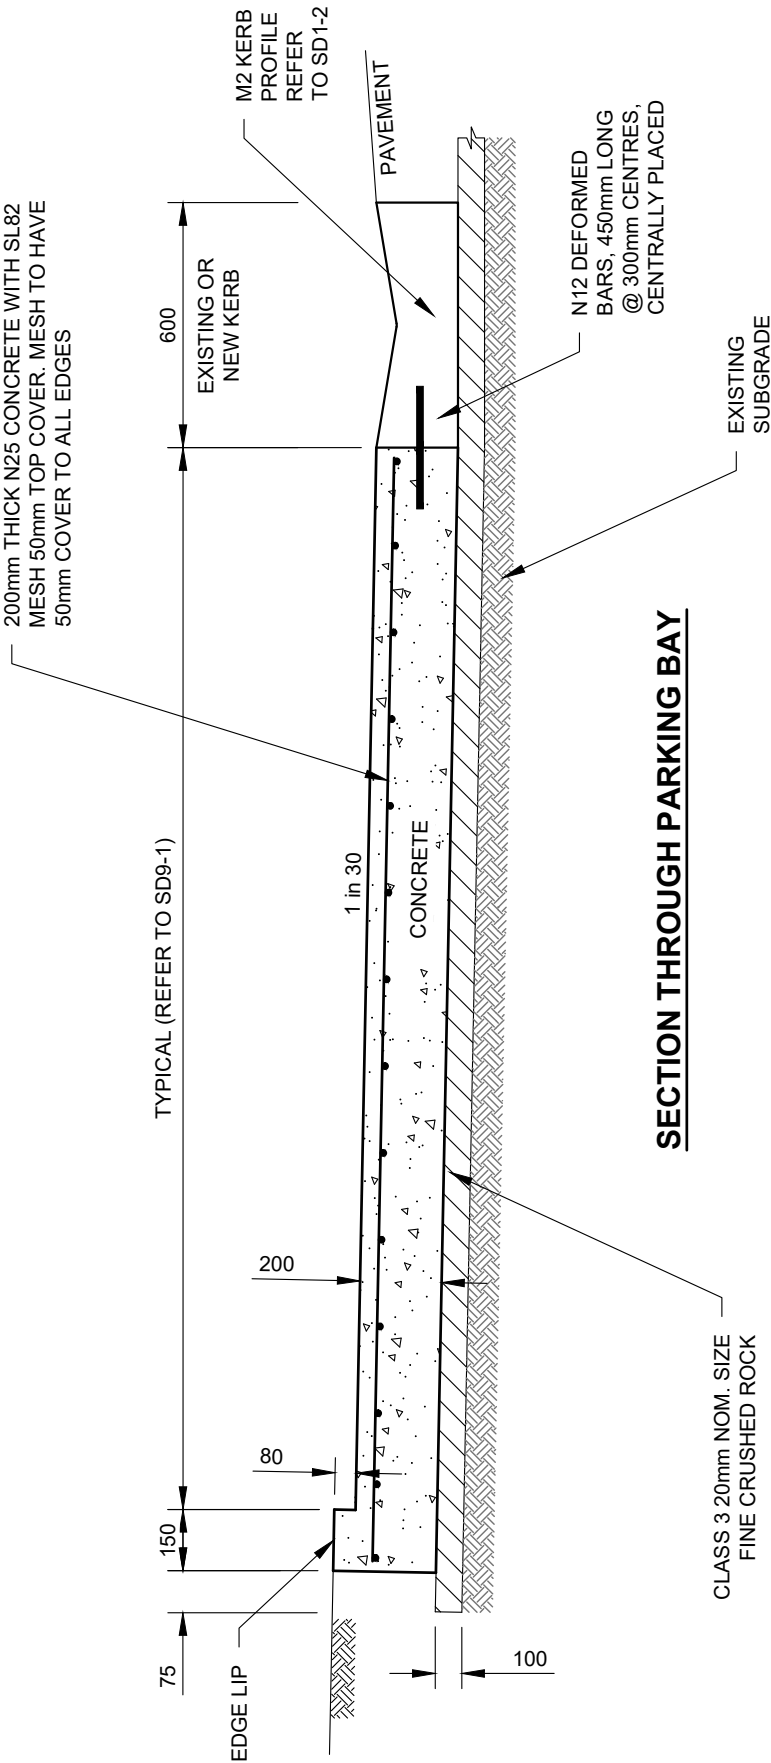 200mm THICK N25 CONCRETE WITH SL82
MESH 50mm TOP COVER. MESH TO HAVE
50mm COVER TO ALL EDGES
M2 KERB
PROFILE
REFER
TO SD1-2
75
150
TYPICAL (REFER TO SD9-1)
600
EXISTING OR
NEW KERB
PAVEMENT
EDGE LIP
80
200
1 in 30
CONCRETE
N12 DEFORMED
BARS, 450mm LONG
@ 300mm CENTRES,
CENTRALLY PLACED
100
CLASS 3 20mm NOM. SIZE
FINE CRUSHED ROCK
EXISTING
SUBGRADE
SECTION THROUGH PARKING BAY